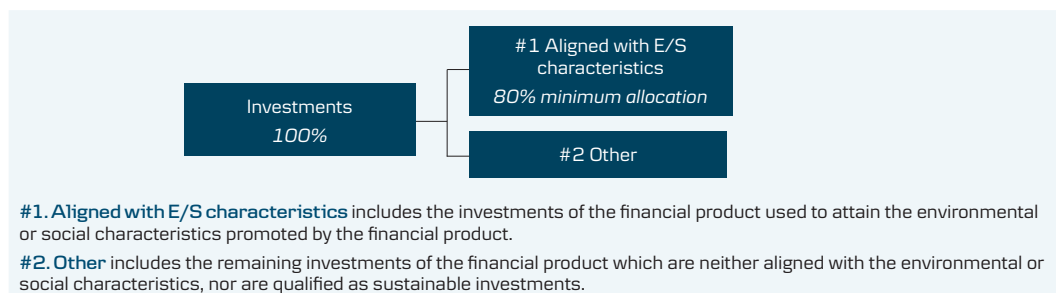 #1 Aligned with E/S
characteristics
80% minimum allocation
Investments
100%
#2 Other
#1. Aligned with E/S characteristics includes the investments of the financial product used to attain the environmental
or social characteristics promoted by the financial product.
#2. Other includes the remaining investments of the financial product which are neither aligned with the environmental or
social characteristics, nor are qualified as sustainable investments.